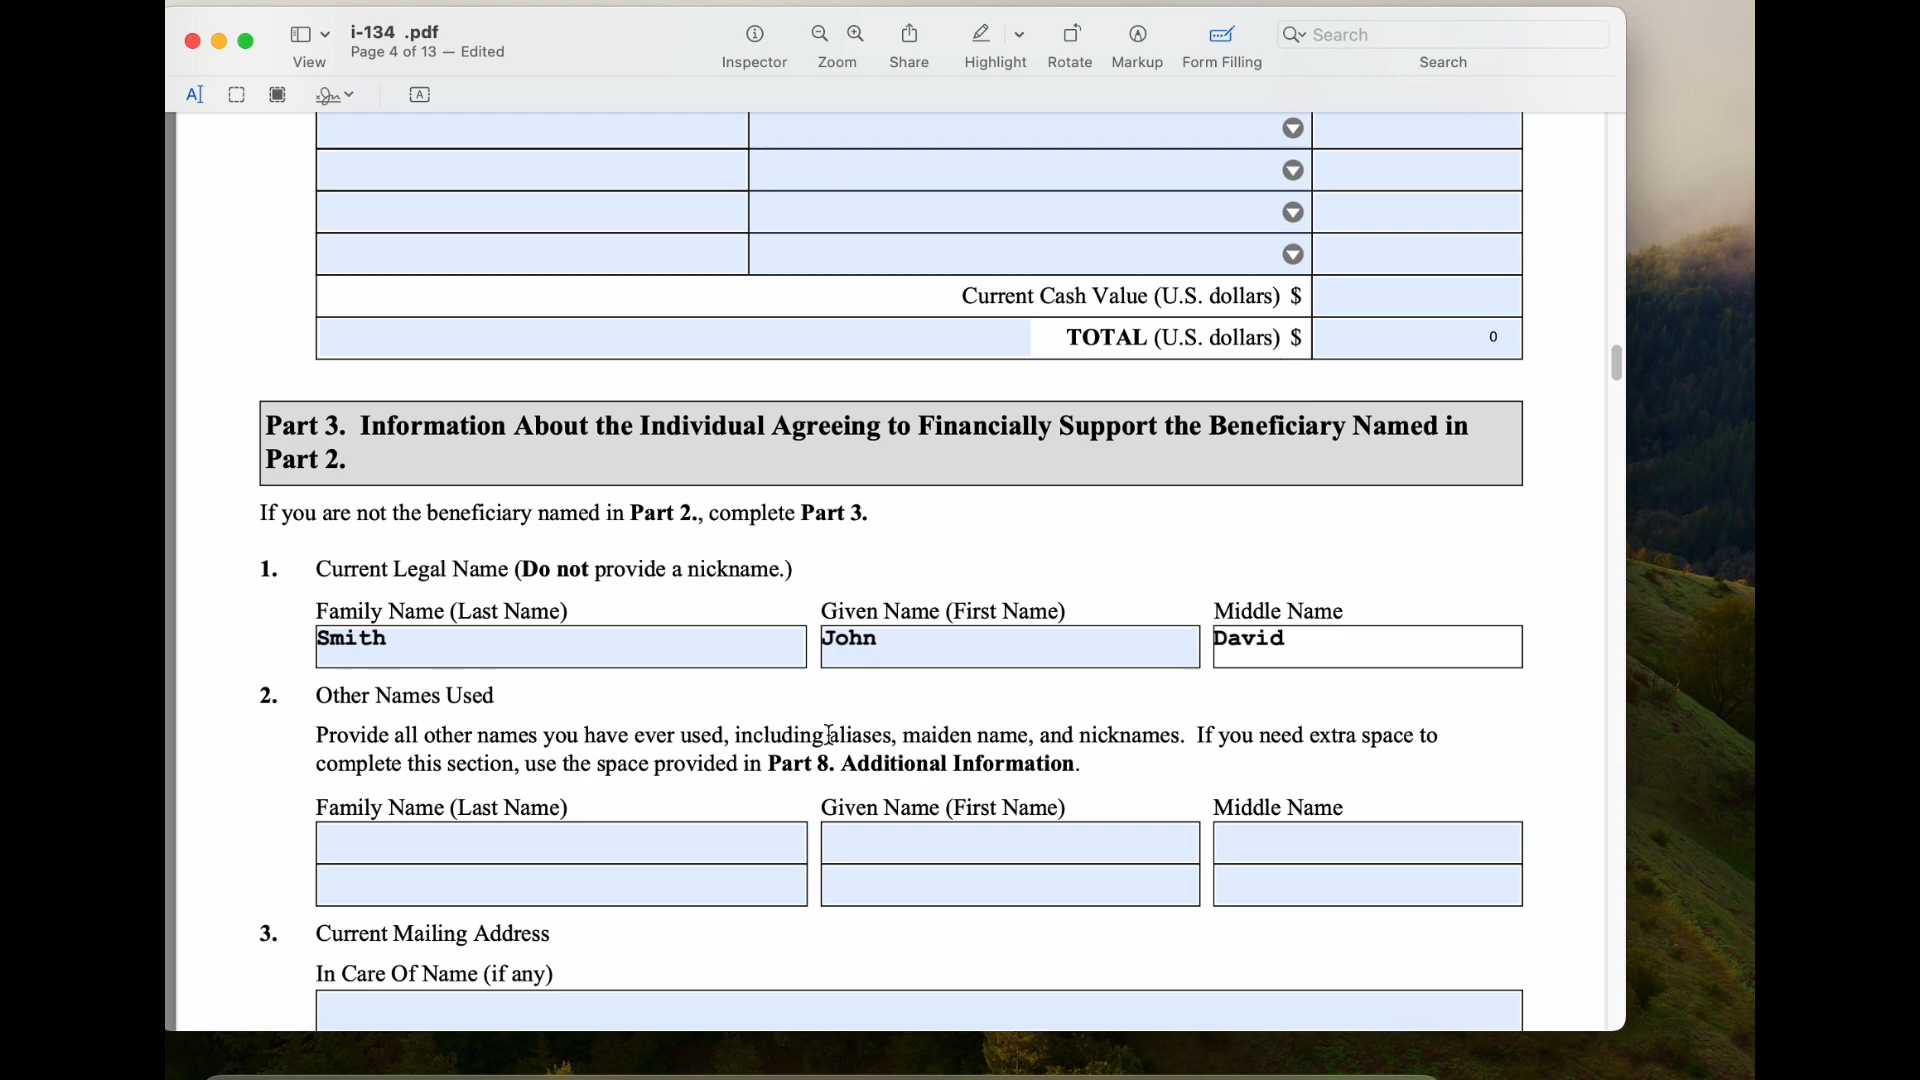 i-134 .pdf
Page 4 of 13 — Edited
View
Inspector
Zoom
Share
Highlight
Rotate
Markup
Form Filling
Search
Search
Current Cash Value (U.S. dollars) $
TOTAL (U.S. dollars) $ 0
Part 3. Information About the Individual Agreeing to Financially Support the Beneficiary Named in
Part 2.
If you are not the beneficiary named in Part 2., complete Part 3.
1. Current Legal Name (Do not provide a nickname.)
Family Name (Last Name) Given Name (First Name) Middle Name
Smith John David
2. Other Names Used
Provide all other names you have ever used, including aliases, maiden name, and nicknames. If you need extra space to
complete this section, use the space provided in Part 8. Additional Information.
Family Name (Last Name) Given Name (First Name) Middle Name
3. Current Mailing Address
In Care Of Name (if any)